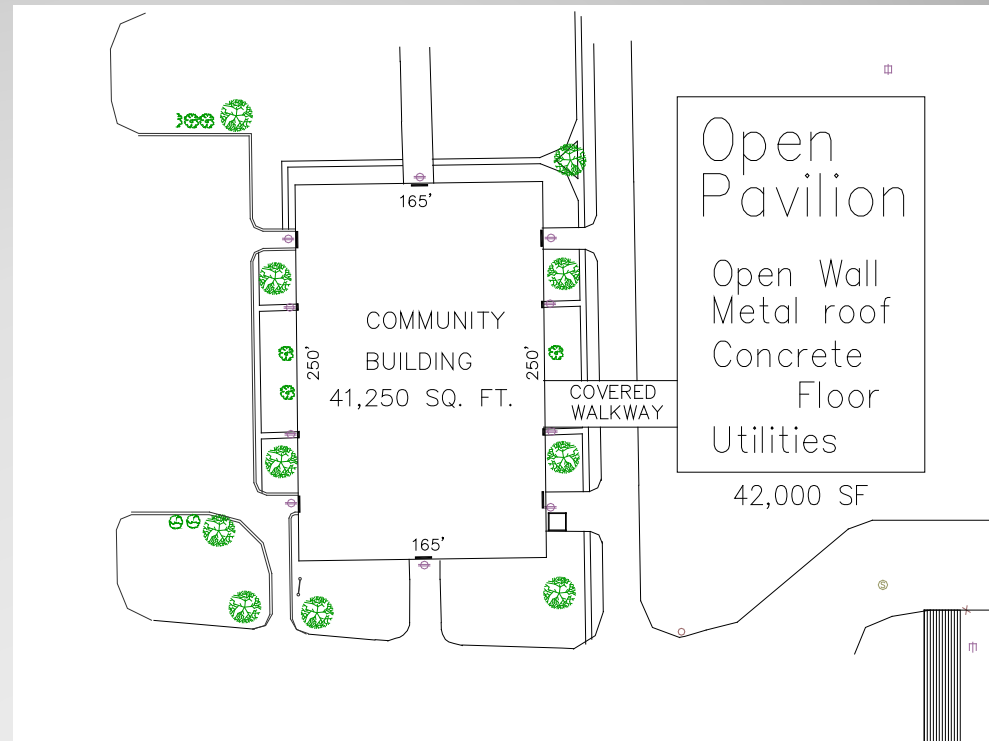 Open
Pavilion
165'
Open Wall
Metal roof
Concrete
Floor
Utilities
COMMUNITY
BUILDING
41,250 SQ. FT.
250'
250'
COVERED
WALKWAY
42,000 SF
165'
S